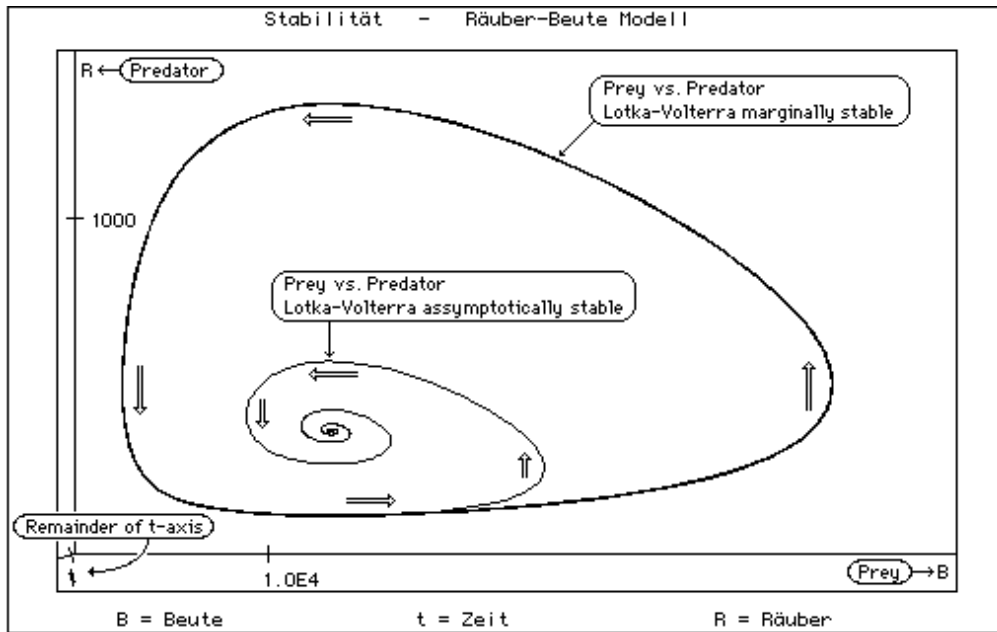 Stabilität - Räuber-Beute Modell
R Predator
Prey vs. Predator
Lotka-Volterra marginally stable
1000
Prey vs. Predator
Lotka-Volterra assymptotically stable
Remainder of t-axis
1.0E4
Prey B
B = Beute t = Zeit R = Räuber